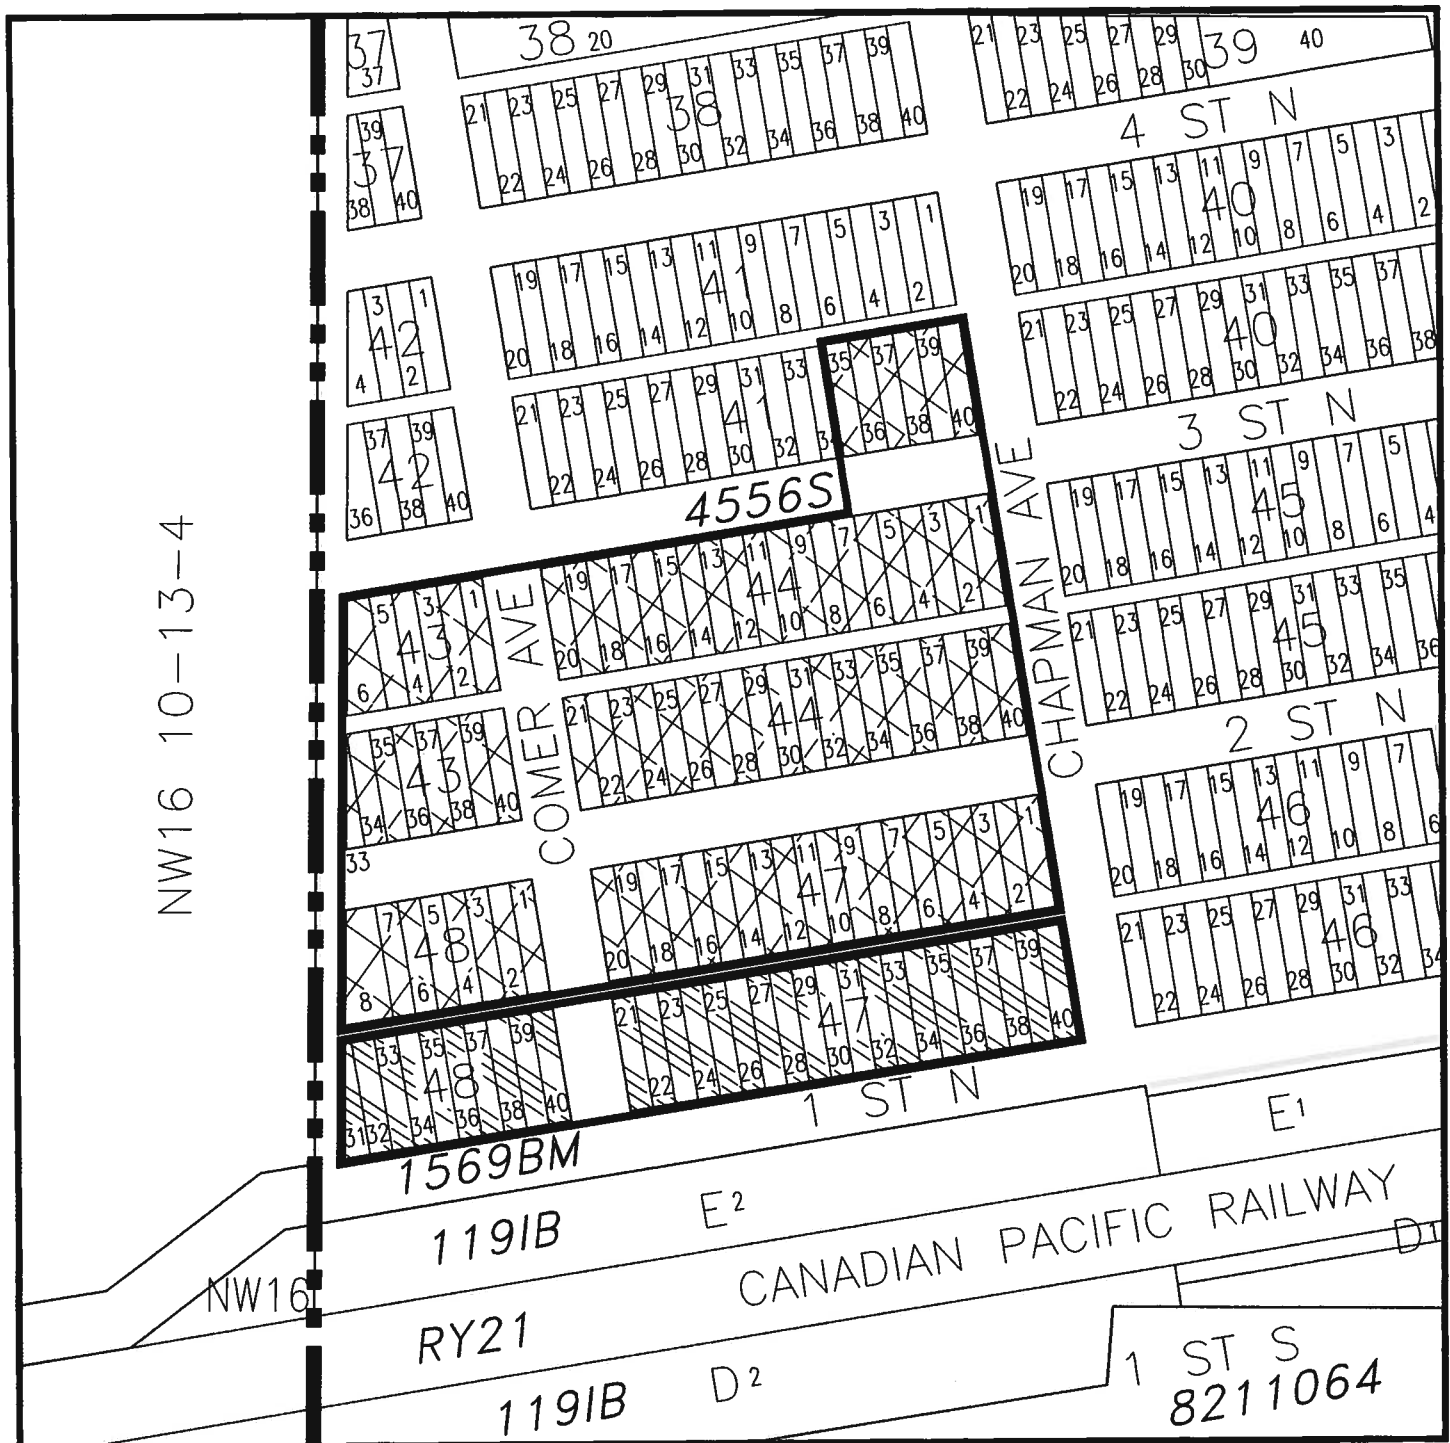 37
37
38 20
21 23 25 27 29 31 33 35 37 39
38
22 24 26 28 30 32 34 36 38 40
21 23 25 27 29
39 40
22 24 26 28 30
4 ST N
39
37
38 40
19 17 15 13 11 9 7 5 3 1
41
20 18 16 14 12 10 8 6 4 2
19 17 15 13 11 9 7 5 3
40
20 18 16 14 12 10 8 6 4 2
3 1
42
4 2
21 23 25 27 29 31 33 35 37 39
41
22 24 26 28 30 32 34 36 38 40
21 23 25 27 29 31 33 35 37
40
22 24 26 28 30 32 34 36 38
3 ST N
37 39
42
36 38 40
4556S
19 17 15 13 11 9 7 5 3 1
44
20 18 16 14 12 10 8 6 4 2
CHAPMAN AVE
19 17 15 13 11 9 7 5
45
20 18 16 14 12 10 8 6 4
NW16 10-13-4
5 3 1
43
6 4 2
COMER AVE
21 23 25 27 29 31 33 35 37 39
44
22 24 26 28 30 32 34 36 38 40
21 23 25 27 29 31 33 35
45
22 24 26 28 30 32 34 36
2 ST N
35 37 39
43
34 36 38 40
33
19 17 15 13 11 9 7 5 3 1
47
20 18 16 14 12 10 8 6 4 2
19 17 15 13 11 9 7
46
20 18 16 14 12 10 8 6
7 5 3 1
48
8 6 4 2
21 23 25 27 29 31 33 35 37 39
47
22 24 26 28 30 32 34 36 38 40
21 23 25 27 29 31 33
46
22 24 26 28 30 32 34
33 35 37 39
48
31 32 34 36 38 40
1 ST N
1569BM
E1
119IB
E2
CANADIAN PACIFIC RAILWAY
D1
NW16
RY21
1 ST S
119IB
D2
8211064